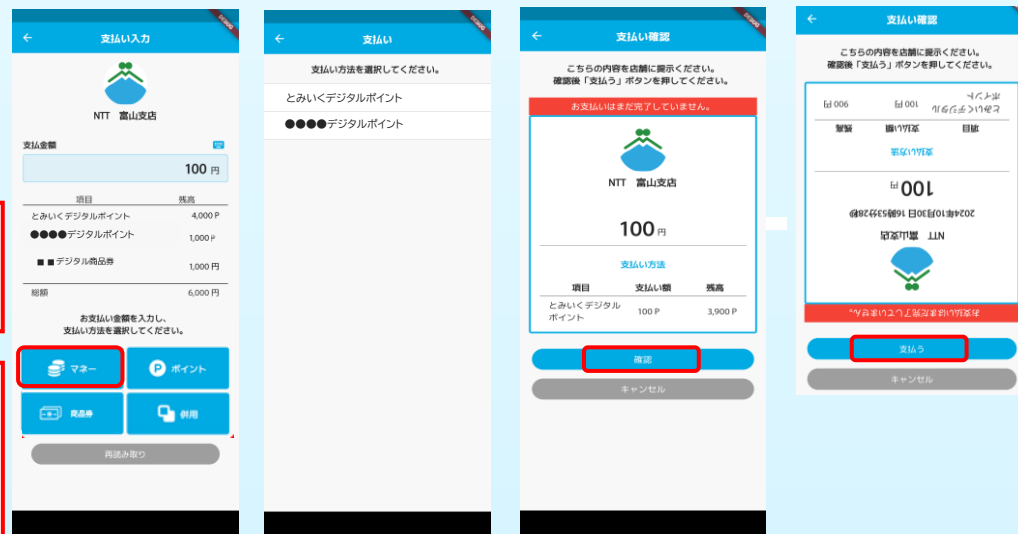 DEBUG
支払い入力
NTT 富山支店
支払金額
100 円
項目 残高
とみいくデジタルポイント 4,000 P
●●●●デジタルポイント 1,000 P
■ ■デジタル商品券 1,000 円
総額 6,000 円
お支払い金額を入力し、
支払い方法を選択してください。
マネー
P ポイント
商品券
併用
再読み取り
DEBUG
支払い
支払い方法を選択してください。
とみいくデジタルポイント
●●●●デジタルポイント
DEBUG
支払い確認
こちらの内容を店舗に提示ください。
確認後「支払う」ボタンを押してください。
お支払いはまだ完了していません。
NTT 富山支店
100 円
支払い方法
項目 支払い額 残高
とみいくデジタル
ポイント 100 P 3,900 P
確認
キャンセル
支払い確認
こちらの内容を店舗に提示ください。
確認後「支払う」ボタンを押してください。
お支払いはまだ完了していません。
NTT 富山支店
2024年10月30日 16時53分28秒
100 円
支払い方法
項目 支払い額 残高
とみいくデジタル
ポイント 100 円 900 円
支払う
キャンセル